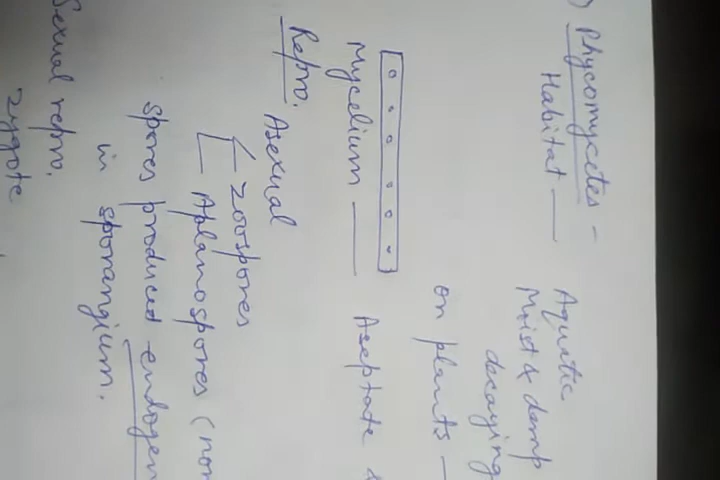 ) Phycomycetes -
Habitat — Aquatic
Moist & damp
decaying
on plants —
Mycelium — Aseptate &
Repro. Asexual
Zoospores
Aplanospores (non
spores produced endogen
in sporangium.
Sexual repro.
zygote